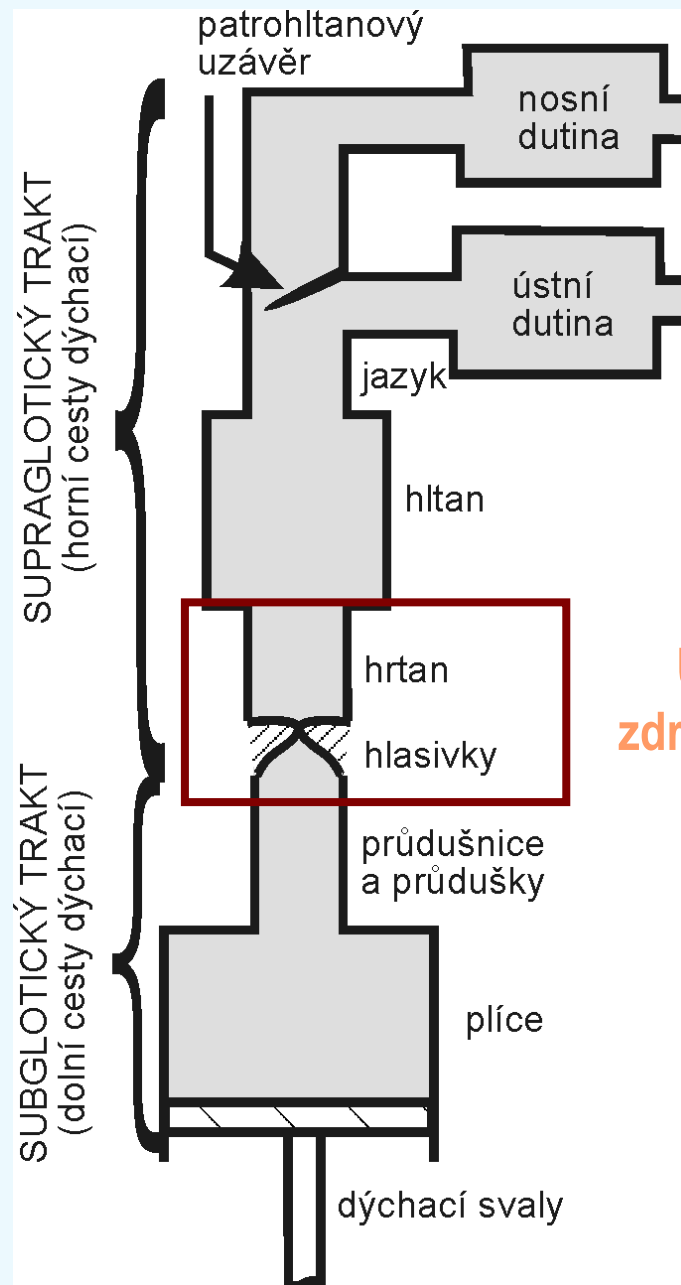 patrohltanový
uzávěr
nosní
dutina
ústní
dutina
jazyk
SUPRAGLOTICKÝ TRAKT
(horní cesty dýchací)
hltan
hrtan
hlasivky
průdušnice
a průdušky
SUBGLOTICKÝ TRAKT
(dolní cesty dýchací)
plíce
dýchací svaly